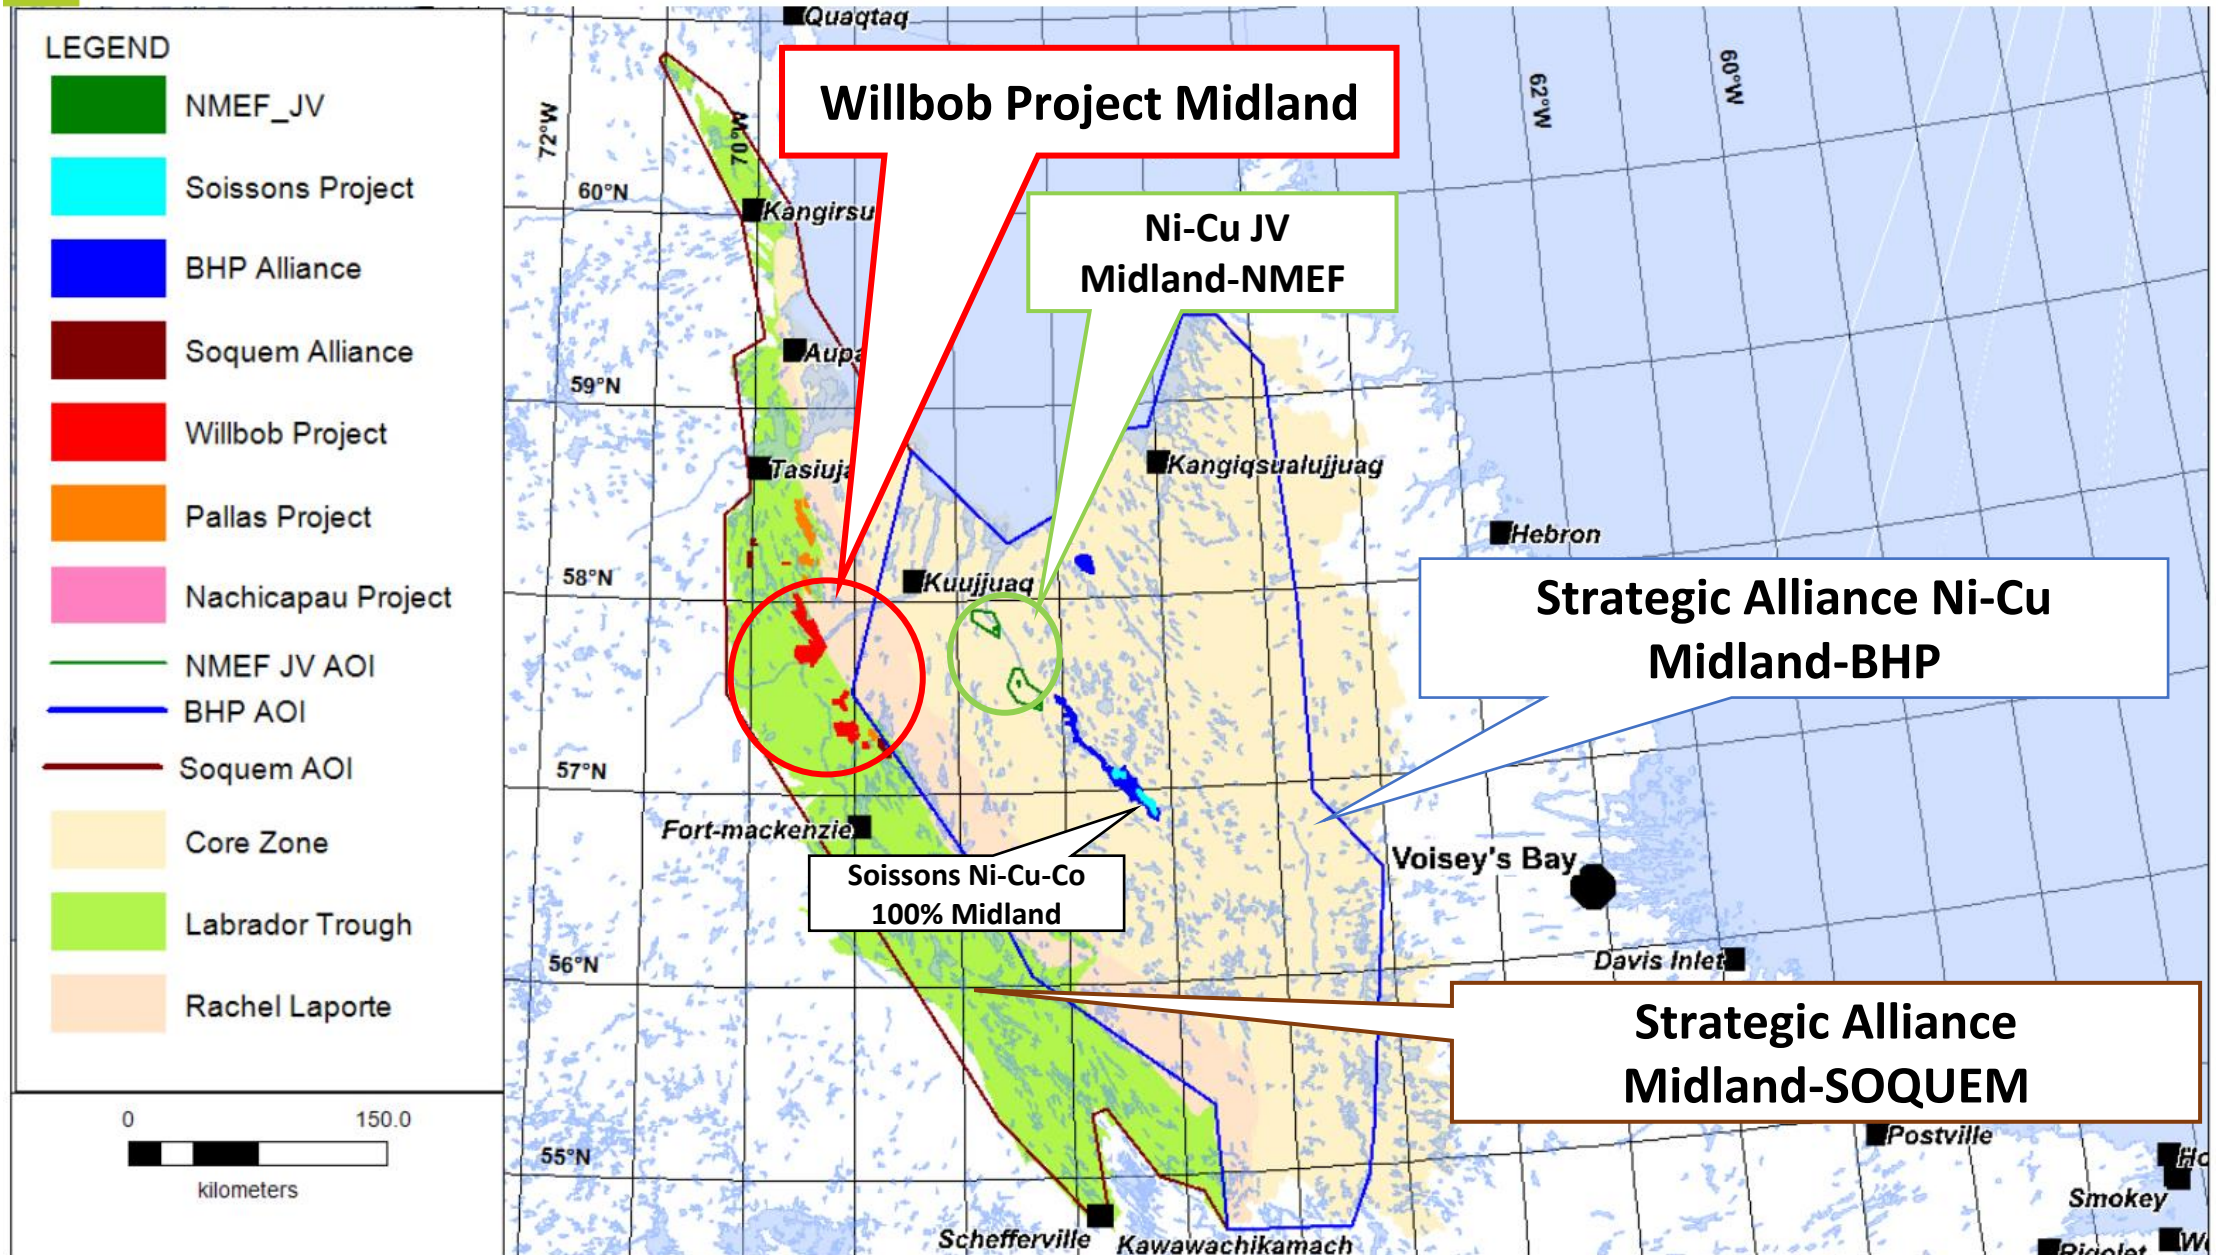 LEGEND
NMEF_JV
Soissons Project
BHP Alliance
Soquem Alliance
Willbob Project
Pallas Project
Nachicapau Project
NMEF JV AOI
BHP AOI
Soquem AOI
Core Zone
Labrador Trough
Rachel Laporte
0 150.0
kilometers
Quaqtaq
72°W
70°W
62°W
60°W
Willbob Project Midland
60°N
Kangirsu
Ni-Cu JV
Midland-NMEF
59°N
Aupa
Tasiuja
Kangiqsualujjuag
Hebron
58°N
Kuujjuaq
Strategic Alliance Ni-Cu
Midland-BHP
57°N
Fort-mackenzie
Soissons Ni-Cu-Co
100% Midland
Voisey's Bay
56°N
Davis Inlet
Strategic Alliance
Midland-SOQUEM
Postville
55°N
Ho
Smokey
Schefferville
Kawawachikamach
Rigolet